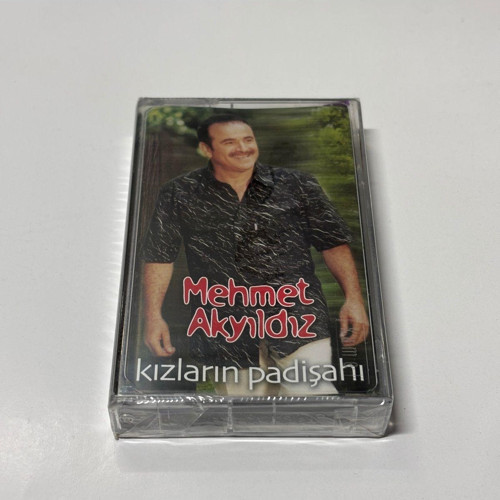 Mehmet
Akyıldız
kızların padişahı